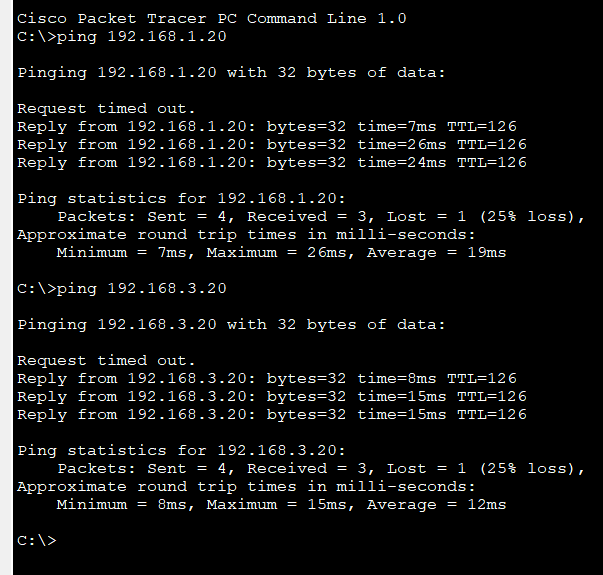 Cisco Packet Tracer PC Command Line 1.0
C:\>ping 192.168.1.20
Pinging 192.168.1.20 with 32 bytes of data:
Request timed out.
Reply from 192.168.1.20: bytes=32 time=7ms TTL=126
Reply from 192.168.1.20: bytes=32 time=26ms TTL=126
Reply from 192.168.1.20: bytes=32 time=24ms TTL=126
Ping statistics for 192.168.1.20:
Packets: Sent = 4, Received = 3, Lost = 1 (25% loss),
Approximate round trip times in milli-seconds:
Minimum = 7ms, Maximum = 26ms, Average = 19ms
C:\>ping 192.168.3.20
Pinging 192.168.3.20 with 32 bytes of data:
Request timed out.
Reply from 192.168.3.20: bytes=32 time=8ms TTL=126
Reply from 192.168.3.20: bytes=32 time=15ms TTL=126
Reply from 192.168.3.20: bytes=32 time=15ms TTL=126
Ping statistics for 192.168.3.20:
Packets: Sent = 4, Received = 3, Lost = 1 (25% loss),
Approximate round trip times in milli-seconds:
Minimum = 8ms, Maximum = 15ms, Average = 12ms
C:\>